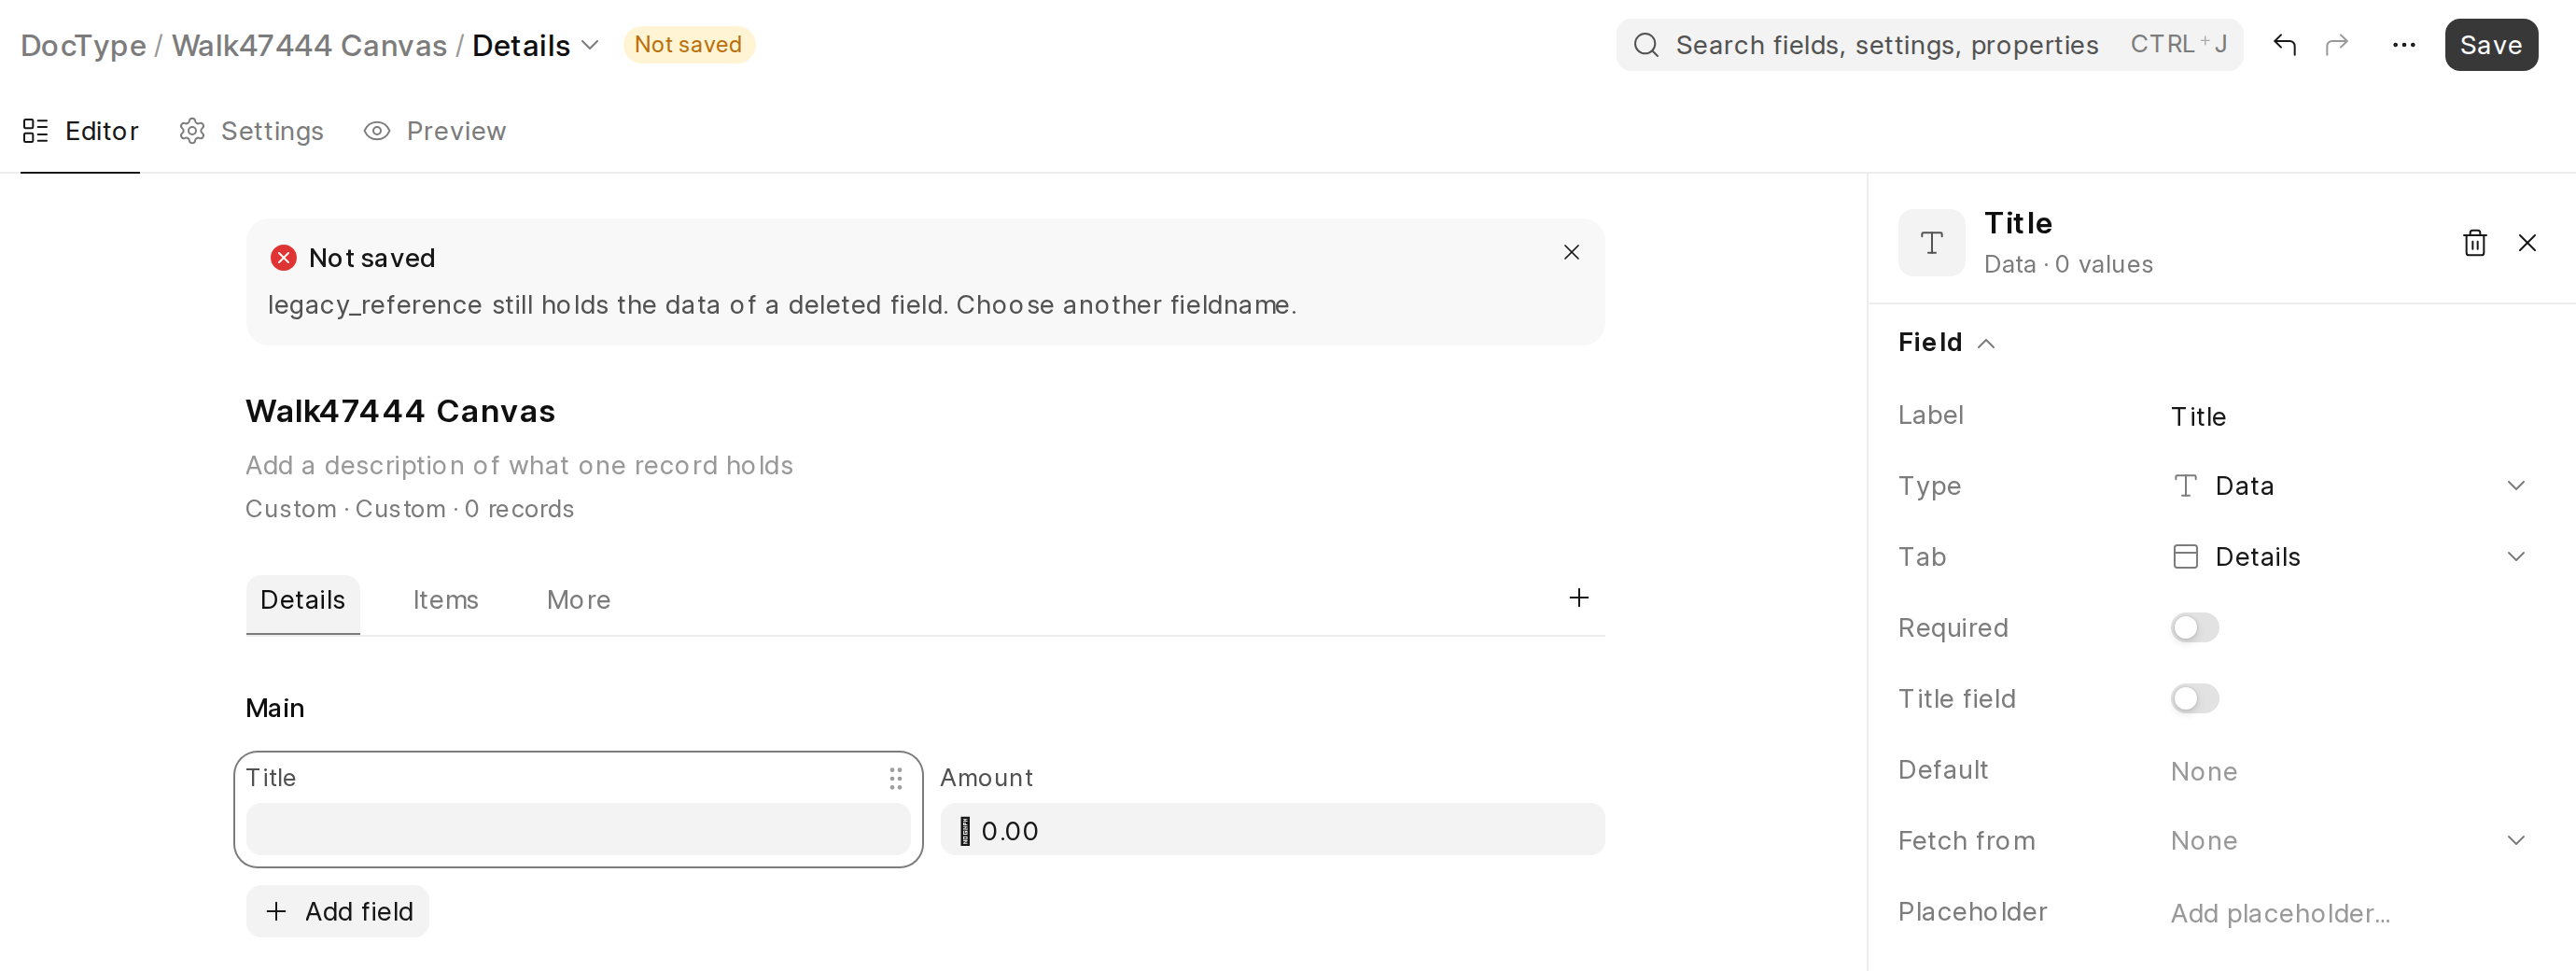 DocType / Walk47444 Canvas / Details Not saved Search fields, settings, properties CTRL+J Save
Editor Settings Preview
Not saved
legacy_reference still holds the data of a deleted field. Choose another fieldname.
Walk47444 Canvas
Add a description of what one record holds
Custom · Custom · 0 records
Details Items More
Main
Title
Amount
0.00
Add field
Title
Data · 0 values
Field
Label Title
Type Data
Tab Details
Required
Title field
Default None
Fetch from None
Placeholder Add placeholder...